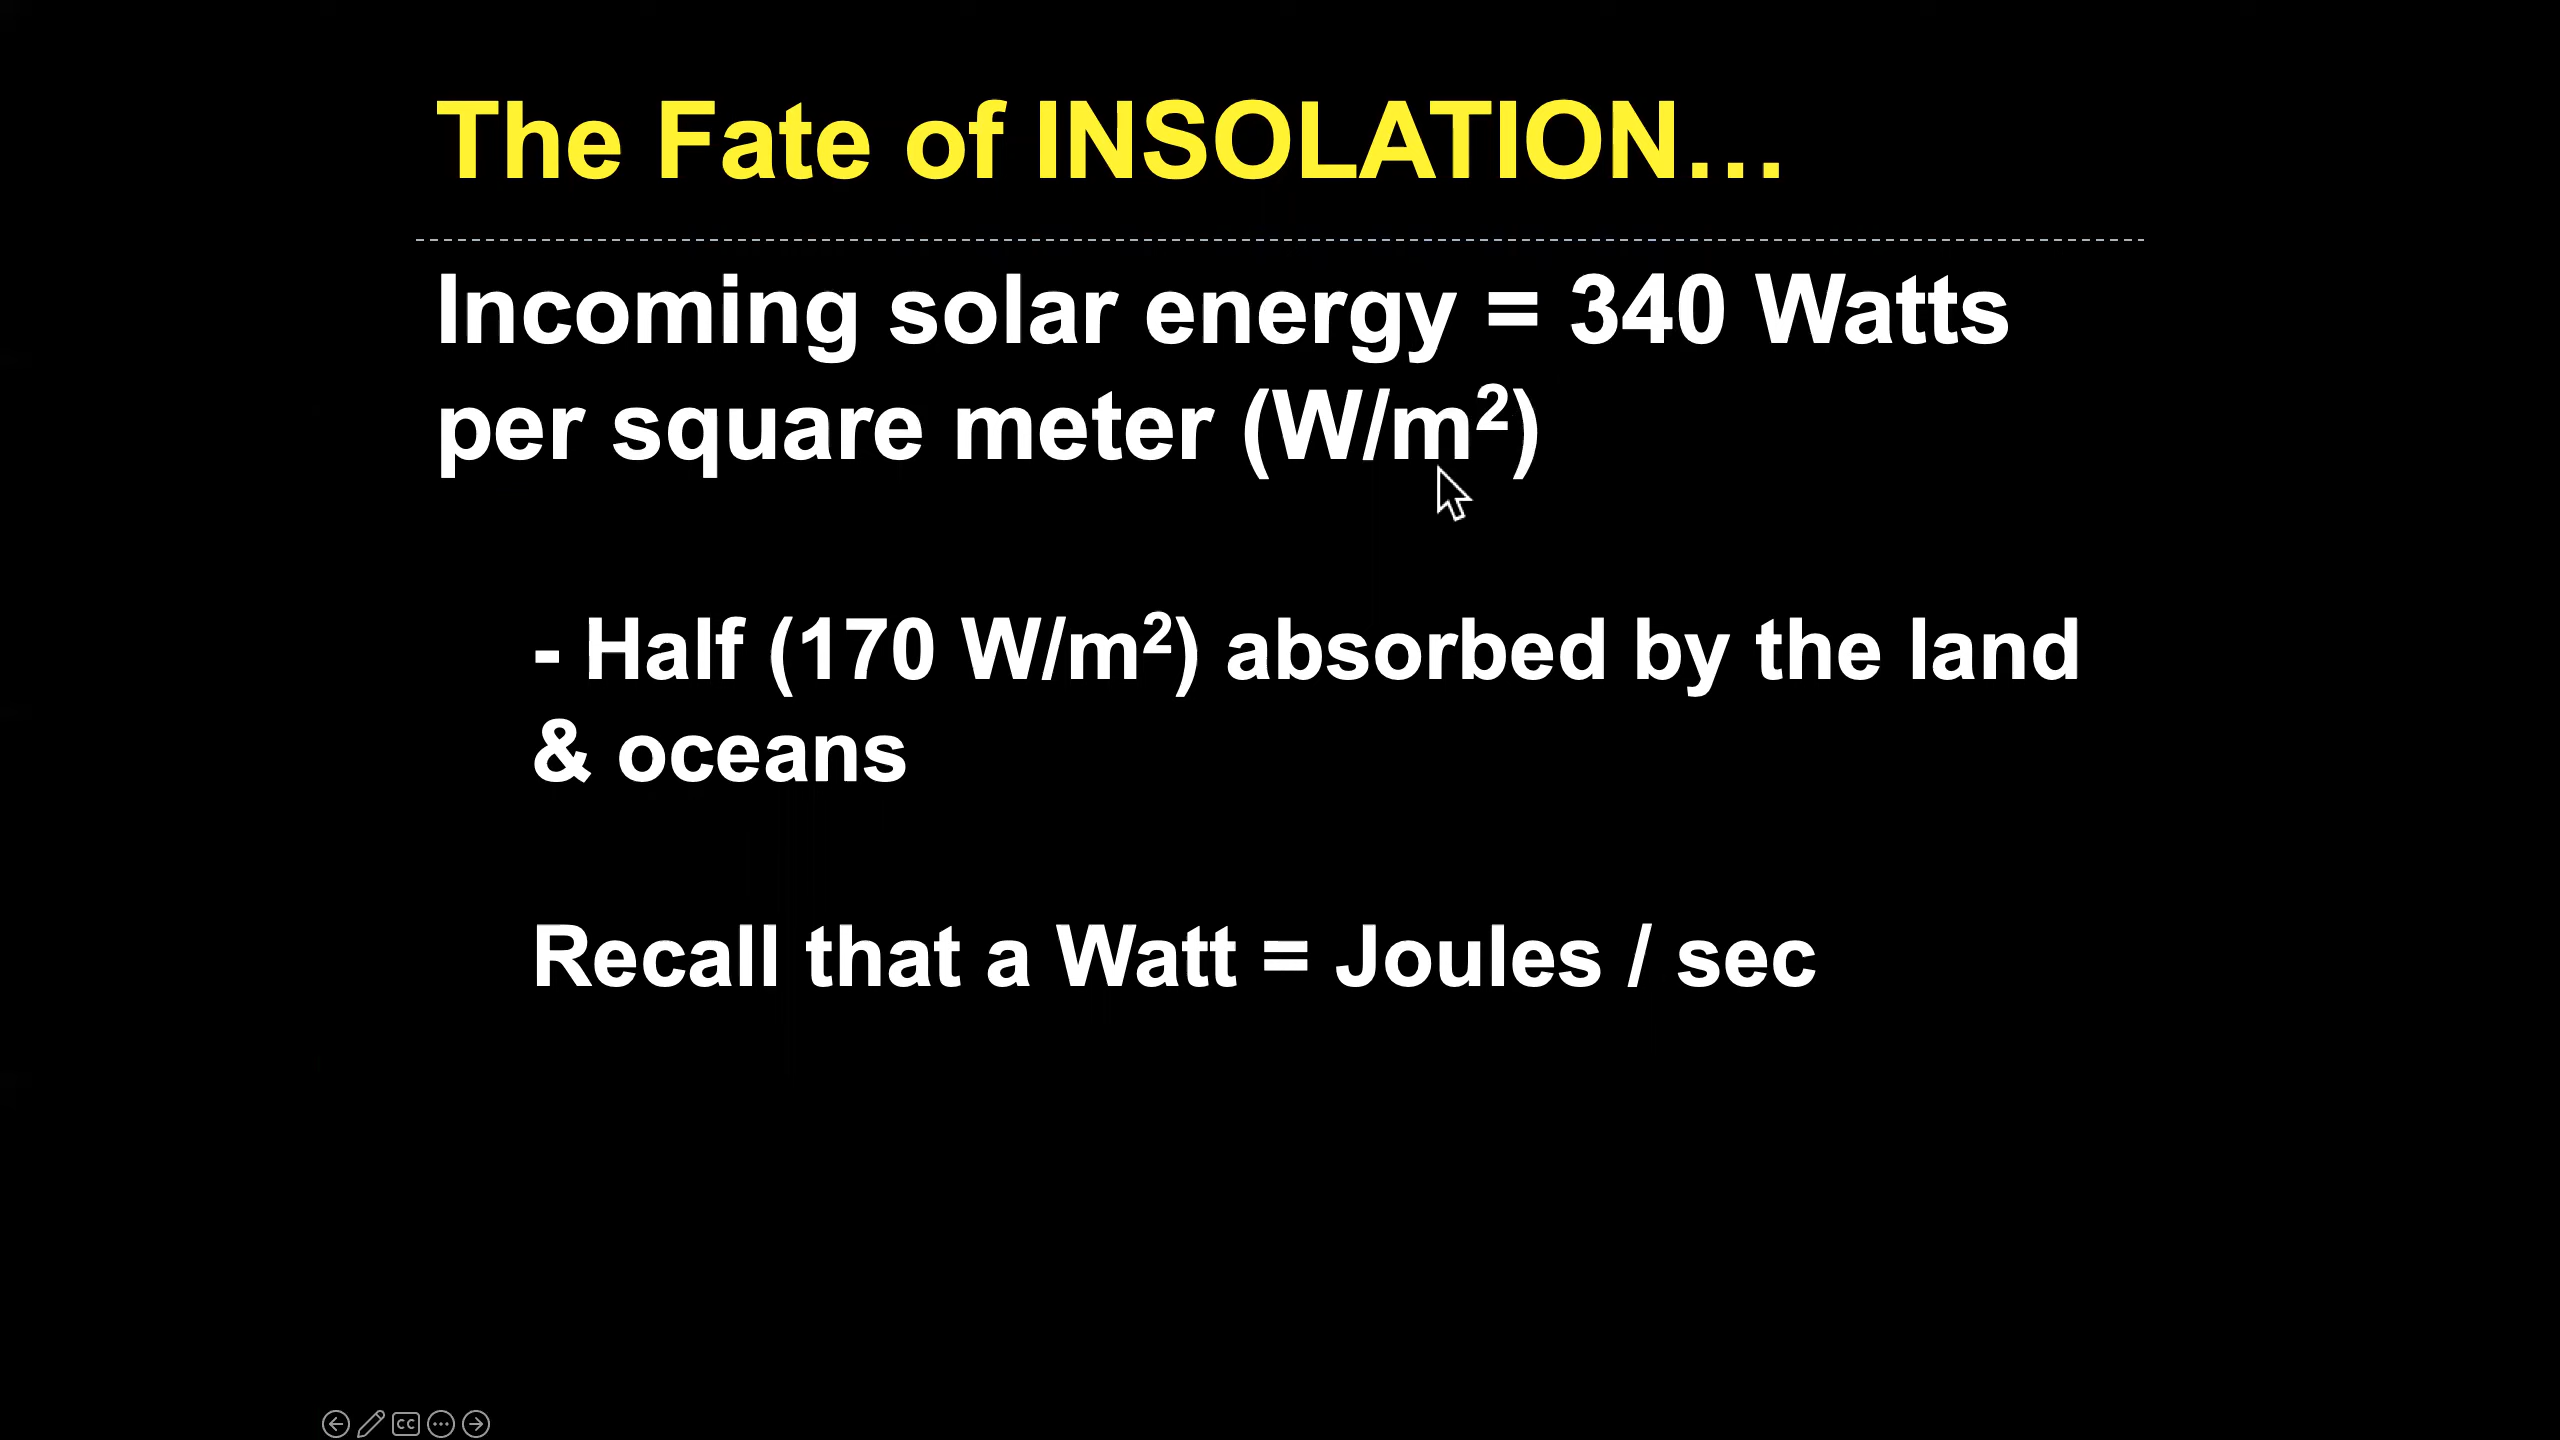 The Fate of INSOLATION…
Incoming solar energy = 340 Watts
per square meter (W/m²)
- Half (170 W/m²) absorbed by the land
& oceans
Recall that a Watt = Joules / sec
CC